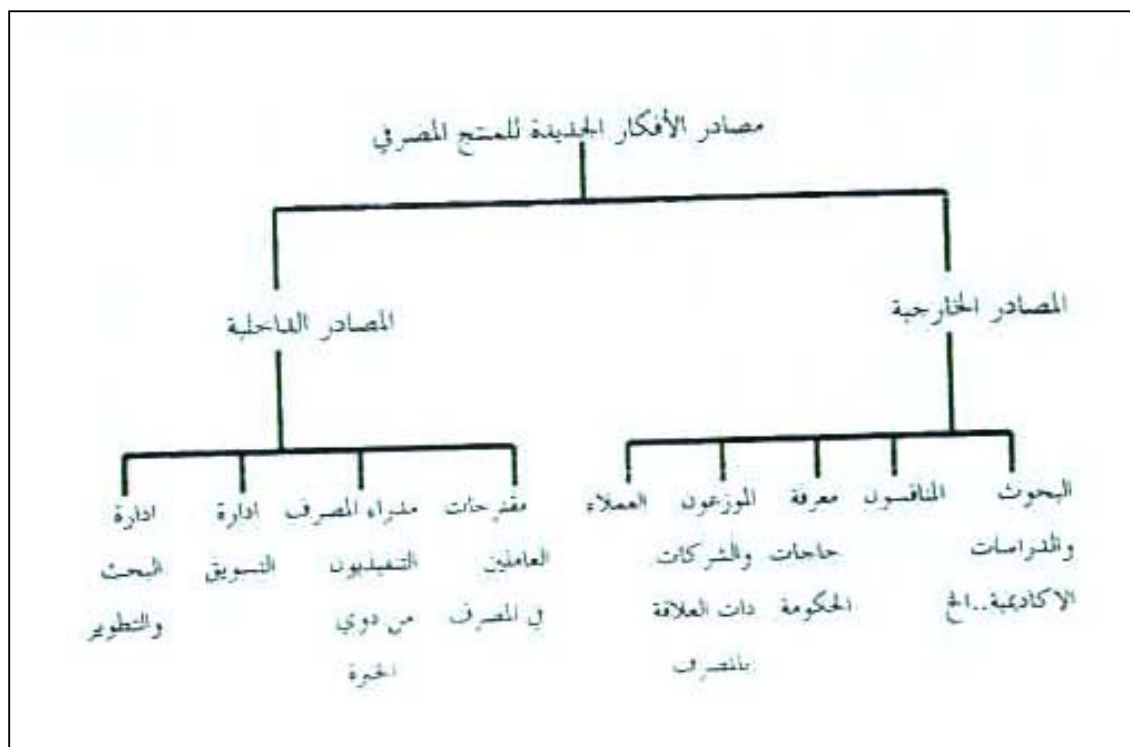 مصادر الأفكار الجديدة للمنتج المصرفي
المصادر الخارجية
المصادر الداخلية
البحوث
والدراسات
الاكاديمية..الخ
المنافسون
معرفة
حاجات
الحكومة
الموزعون
والشركات
ذات العلاقة
بالمصرف
العملاء
مقترحات
العاملين
في المصرف
مدراء المصرف
التنفيذيون
من ذوي
الخبرة
ادارة
التسويق
ادارة
البحث
والتطوير